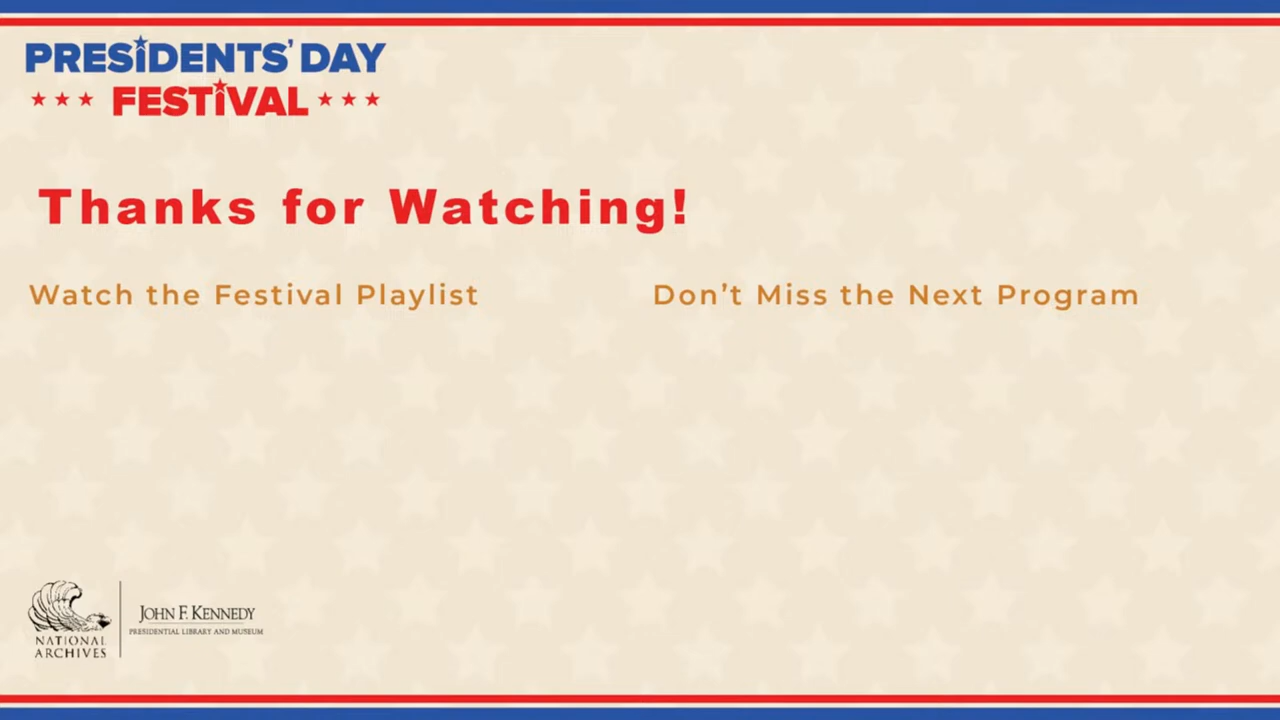 PRESIDENTS' DAY
FESTIVAL
Thanks for Watching!
Watch the Festival Playlist
Don’t Miss the Next Program
NATIONAL
ARCHIVES
JOHN F. KENNEDY
PRESIDENTIAL LIBRARY AND MUSEUM